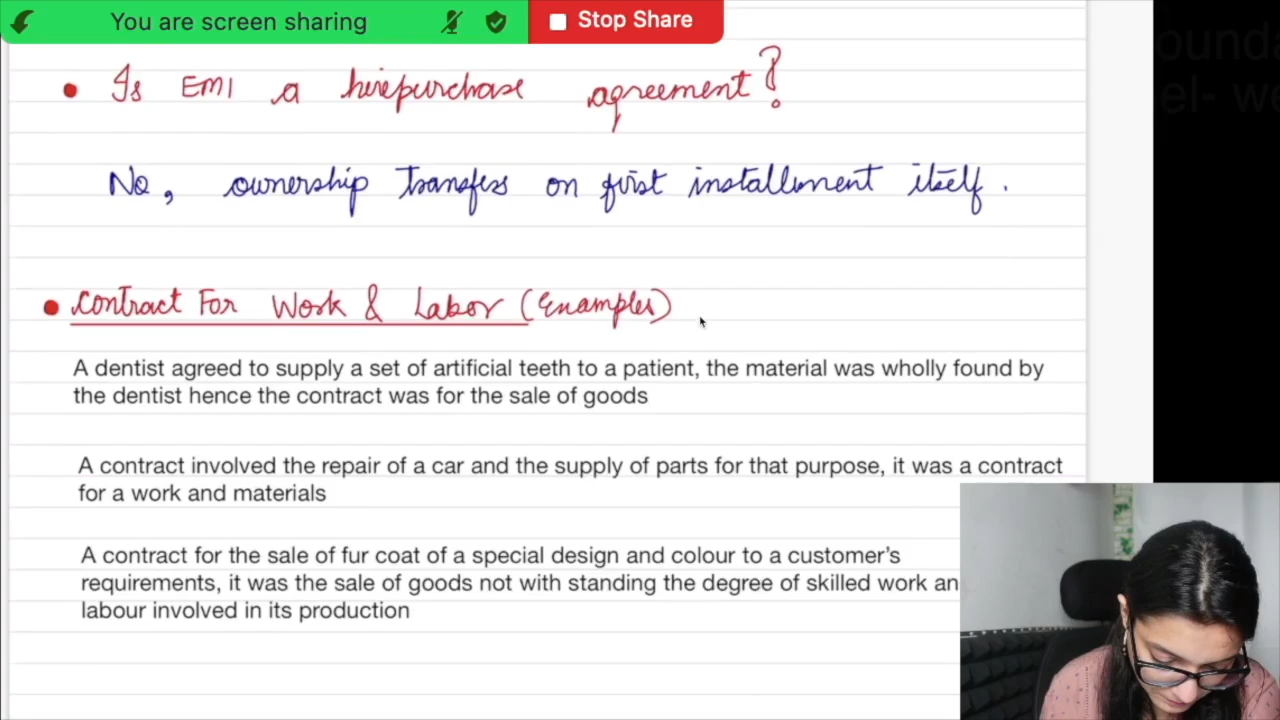 You are screen sharing
Stop Share
ound
el- we
• Is EMI a hirepurchase agreement?
No, ownership transfers on first installment itself.
• Contract For Work & Labor (Examples)
A dentist agreed to supply a set of artificial teeth to a patient, the material was wholly found by
the dentist hence the contract was for the sale of goods
A contract involved the repair of a car and the supply of parts for that purpose, it was a contract
for a work and materials
A contract for the sale of fur coat of a special design and colour to a customer’s
requirements, it was the sale of goods not with standing the degree of skilled work an
labour involved in its production